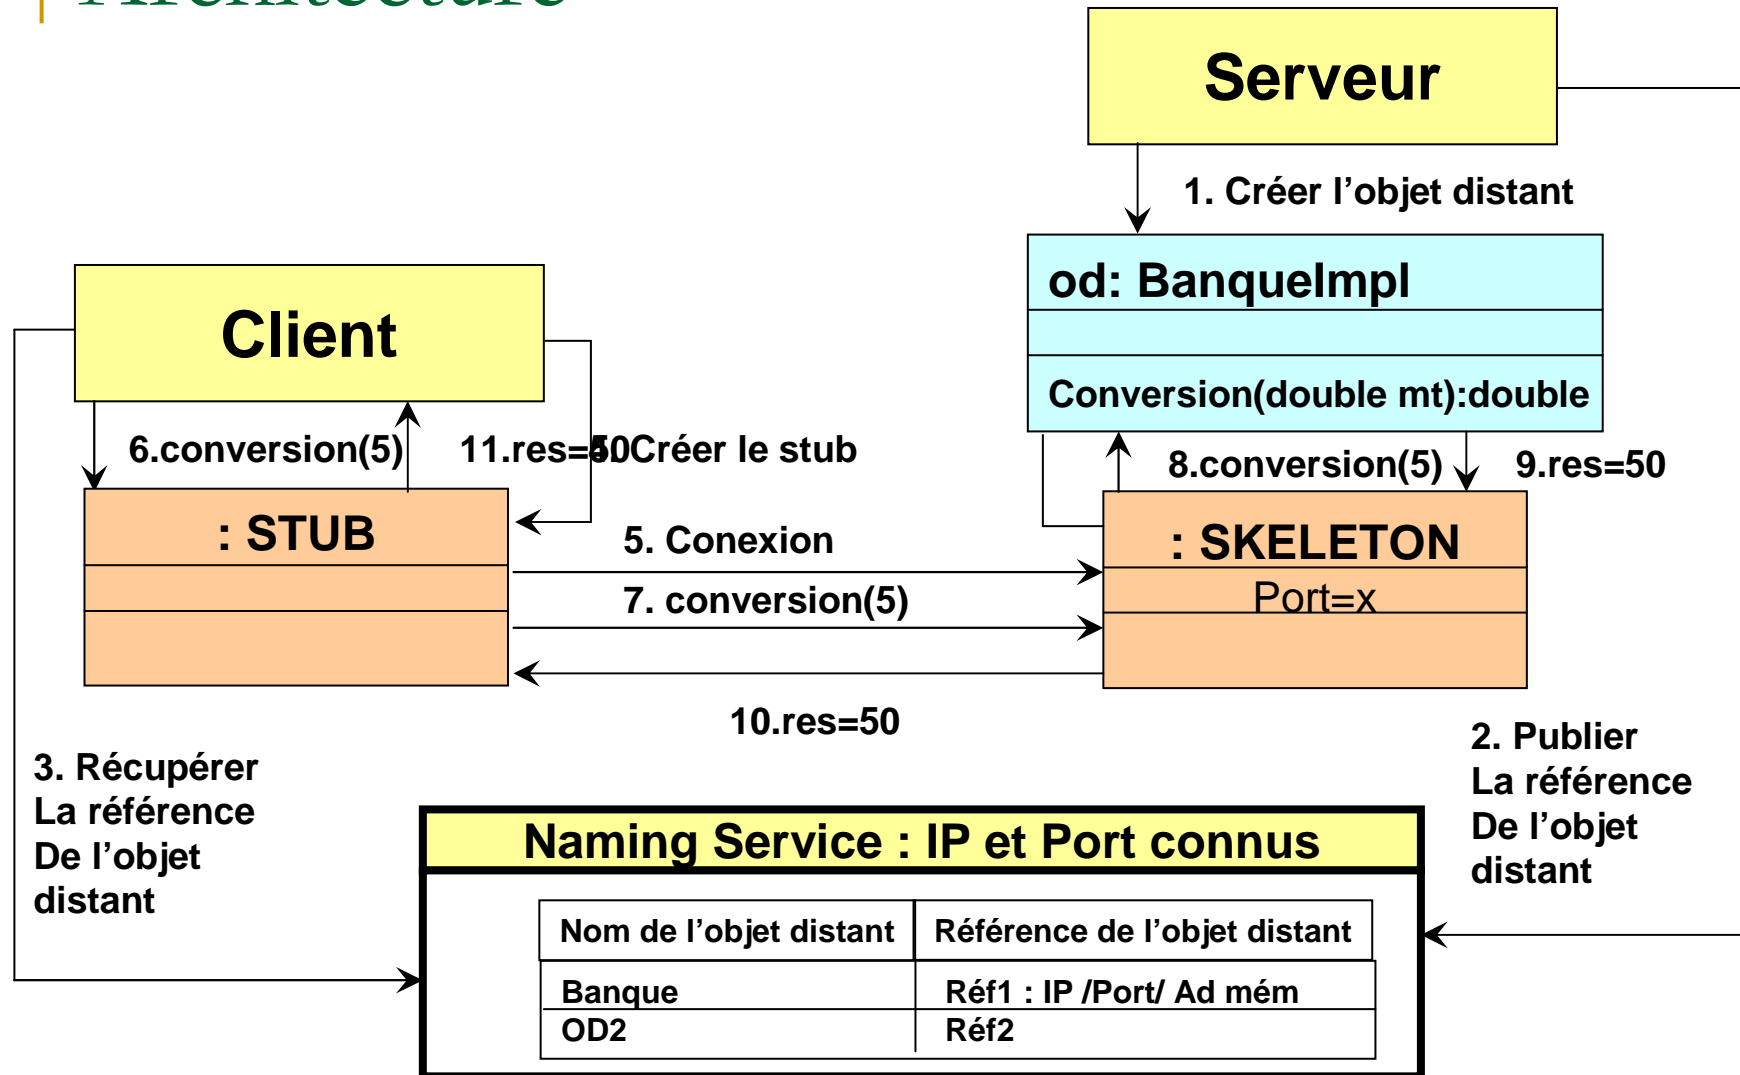 Architecture
Serveur
1. Créer l’objet distant
od: BanqueImpl
Conversion(double mt):double
Client
6.conversion(5)
11.res=50
4. Créer le stub
8.conversion(5)
9.res=50
: STUB
5. Conexion
: SKELETON
Port=x
7. conversion(5)
10.res=50
3. Récupérer
La référence
De l’objet
distant
2. Publier
La référence
De l’objet
distant
Naming Service : IP et Port connus
Nom de l’objet distant
Référence de l’objet distant
Banque
Réf1 : IP /Port/ Ad mém
OD2
Réf2